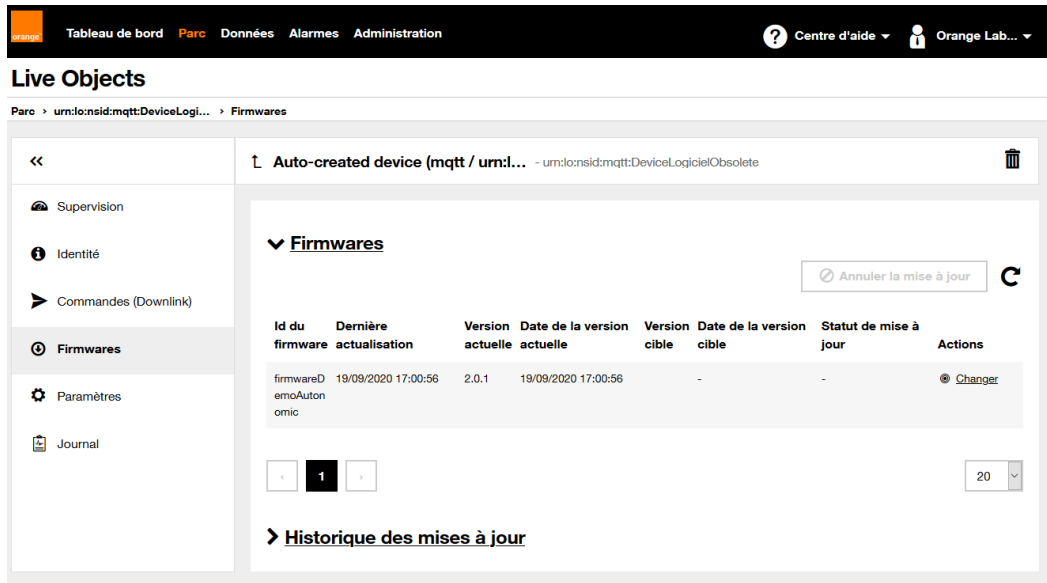 orange
Tableau de bord Parc Données Alarmes Administration
Centre d'aide
Orange Lab...
Live Objects
Parc › urn:lo:nsid:mqtt:DeviceLogi... › Firmwares
Auto-created device (mqtt / urn:l... - urn:lo:nsid:mqtt:DeviceLogicielObsolete
Supervision
Identité
Commandes (Downlink)
Firmwares
Paramètres
Journal
Firmwares
Annuler la mise à jour
Id du Dernière Version Date de la version Version Date de la version Statut de mise à
firmware actualisation actuelle actuelle cible cible jour Actions
firmwareD 19/09/2020 17:00:56 2.0.1 19/09/2020 17:00:56 - - Changer
emoAuton
omic
‹ 1 ›
20
Historique des mises à jour